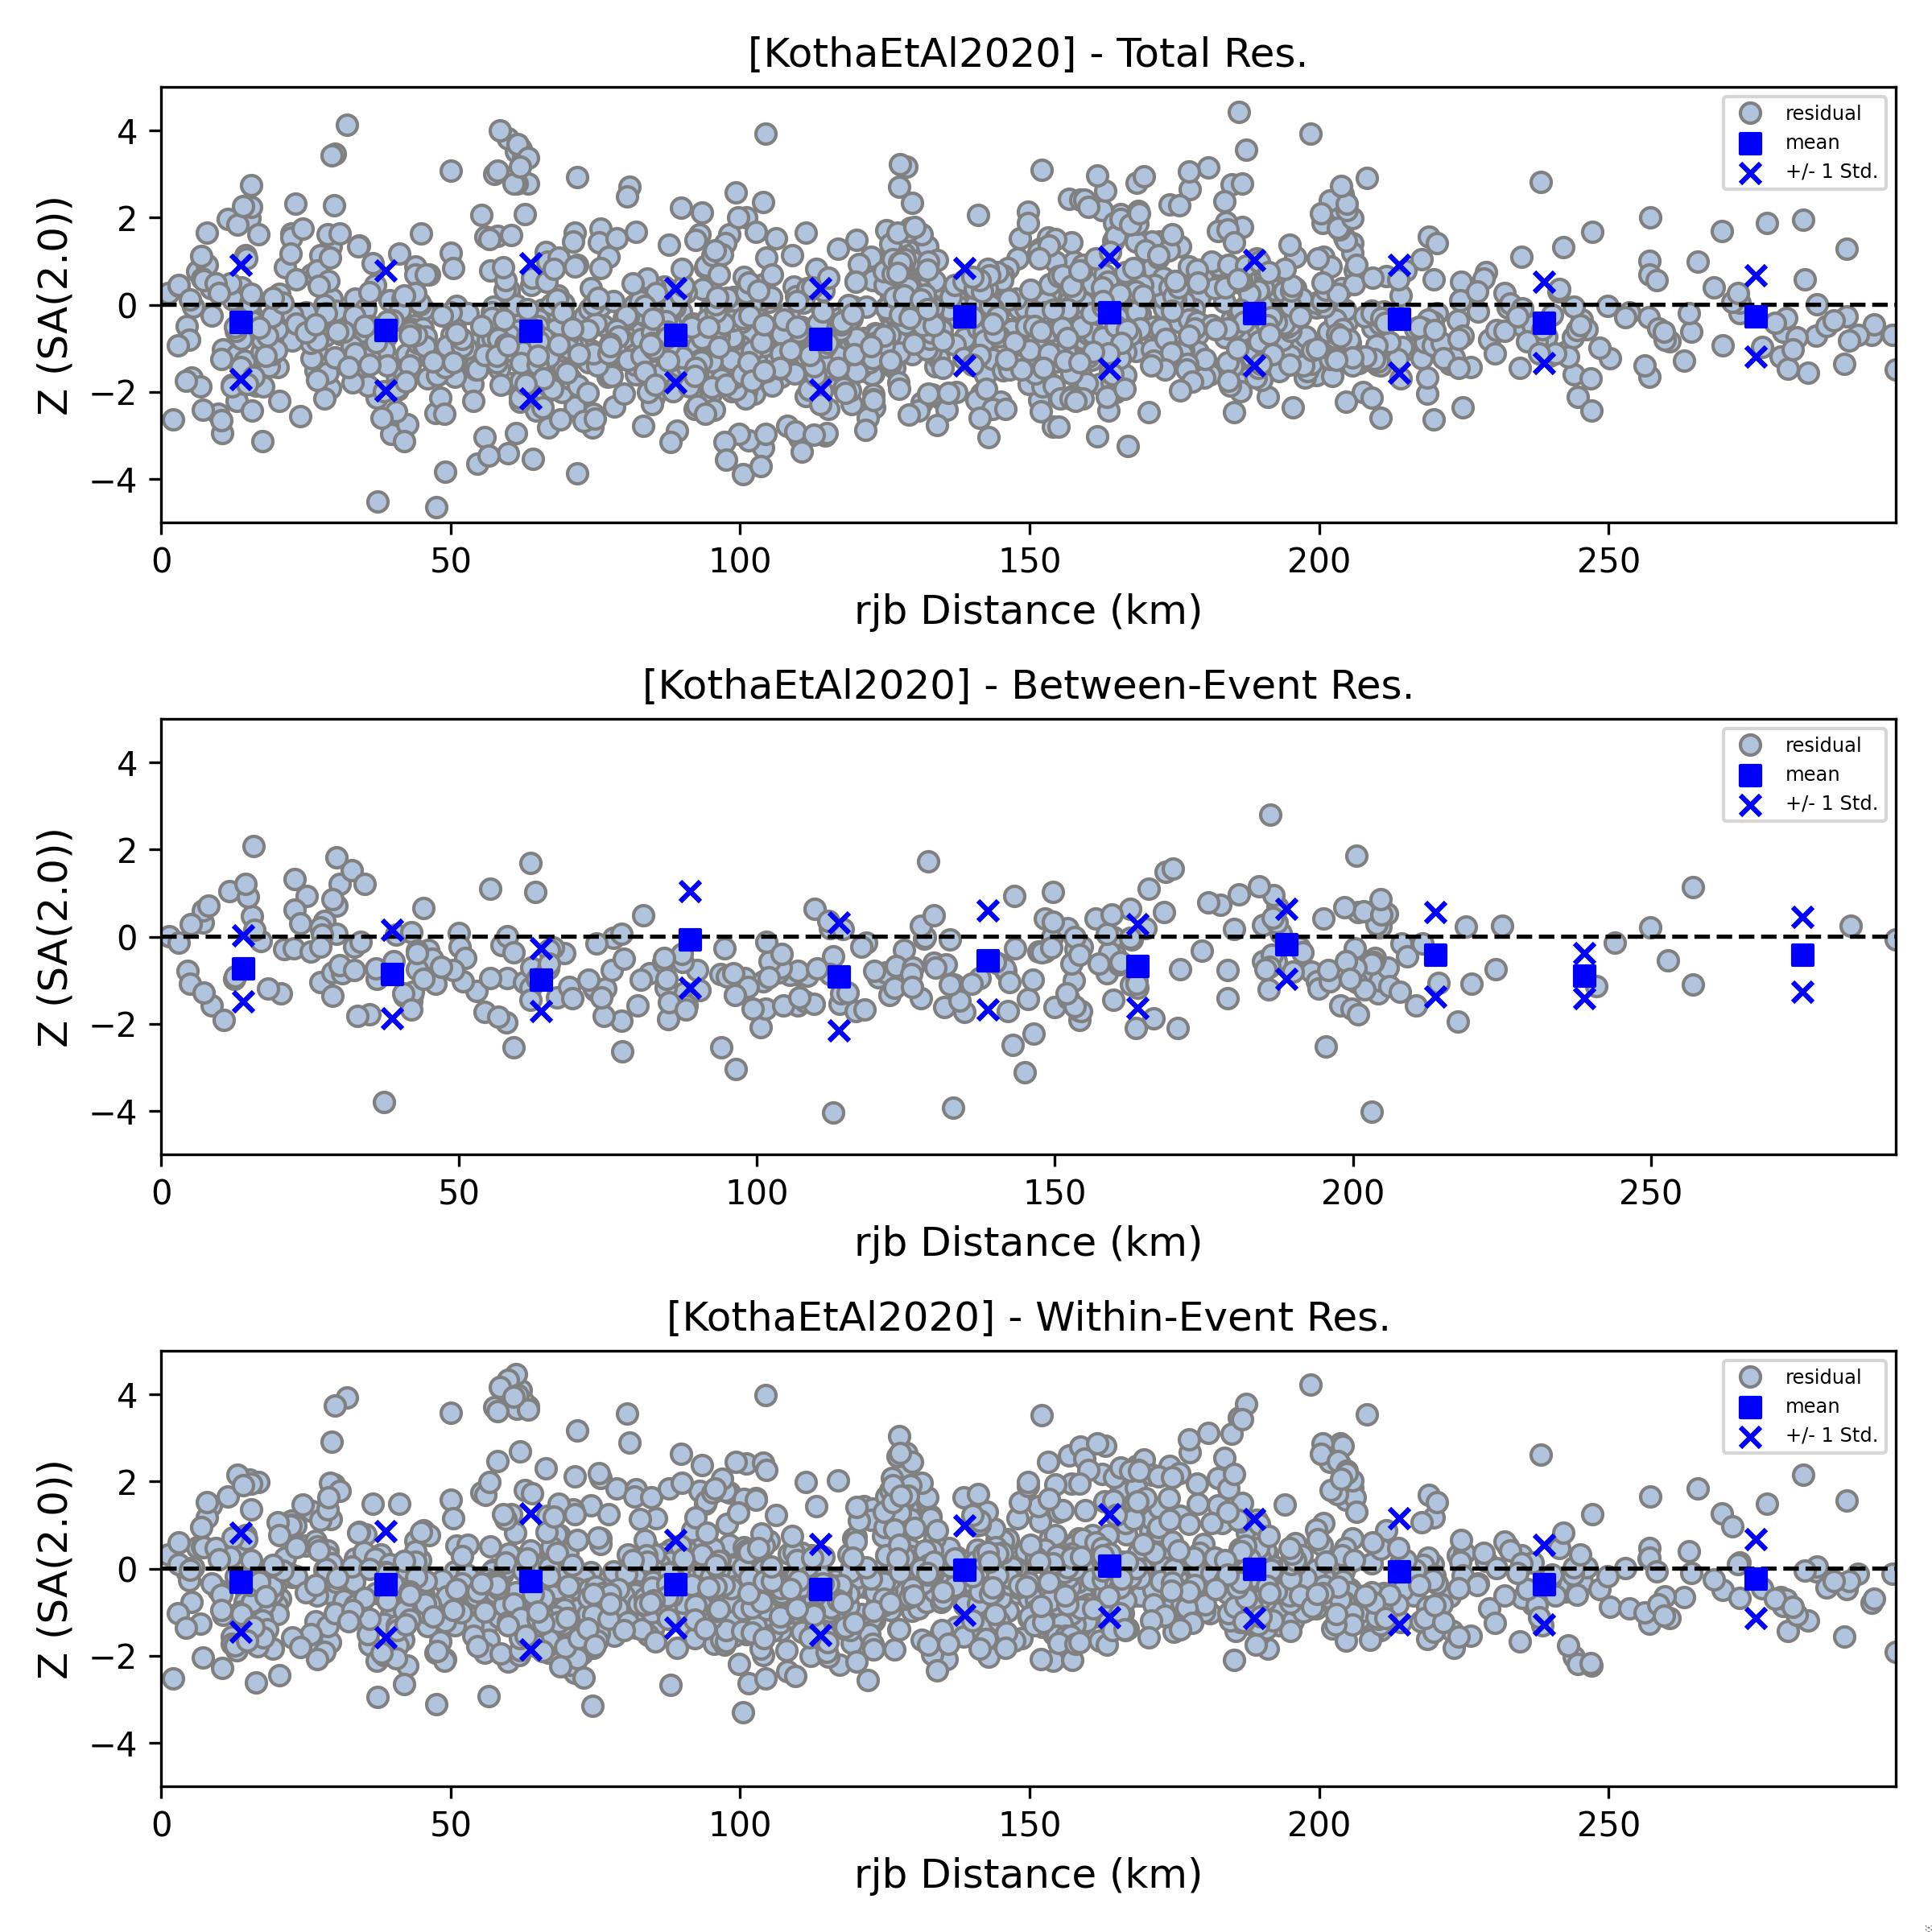 [KothaEtAl2020] - Total Res.
residual
mean
+/- 1 Std.
Z (SA(2.0))
4
2
0
−2
−4
0 50 100 150 200 250
rjb Distance (km)
[KothaEtAl2020] - Between-Event Res.
residual
mean
+/- 1 Std.
Z (SA(2.0))
4
2
0
−2
−4
0 50 100 150 200 250
rjb Distance (km)
[KothaEtAl2020] - Within-Event Res.
residual
mean
+/- 1 Std.
Z (SA(2.0))
4
2
0
−2
−4
0 50 100 150 200 250
rjb Distance (km)